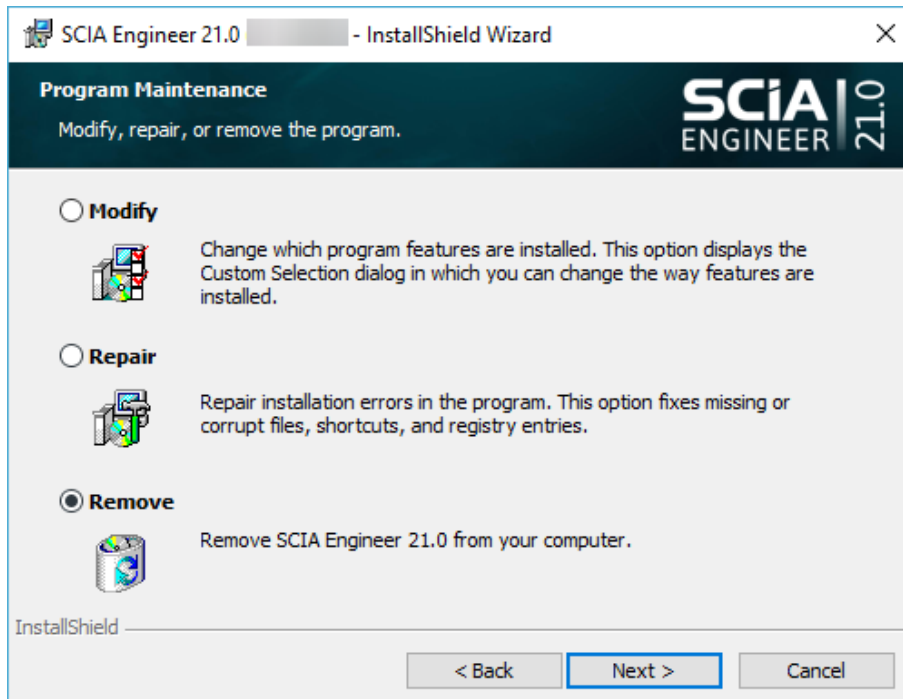 SCIA Engineer 21.0 - InstallShield Wizard
Program Maintenance
Modify, repair, or remove the program.
SCiA
ENGINEER
21.0
Modify
Change which program features are installed. This option displays the
Custom Selection dialog in which you can change the way features are
installed.
Repair
Repair installation errors in the program. This option fixes missing or
corrupt files, shortcuts, and registry entries.
Remove
Remove SCIA Engineer 21.0 from your computer.
InstallShield
< Back
Next >
Cancel